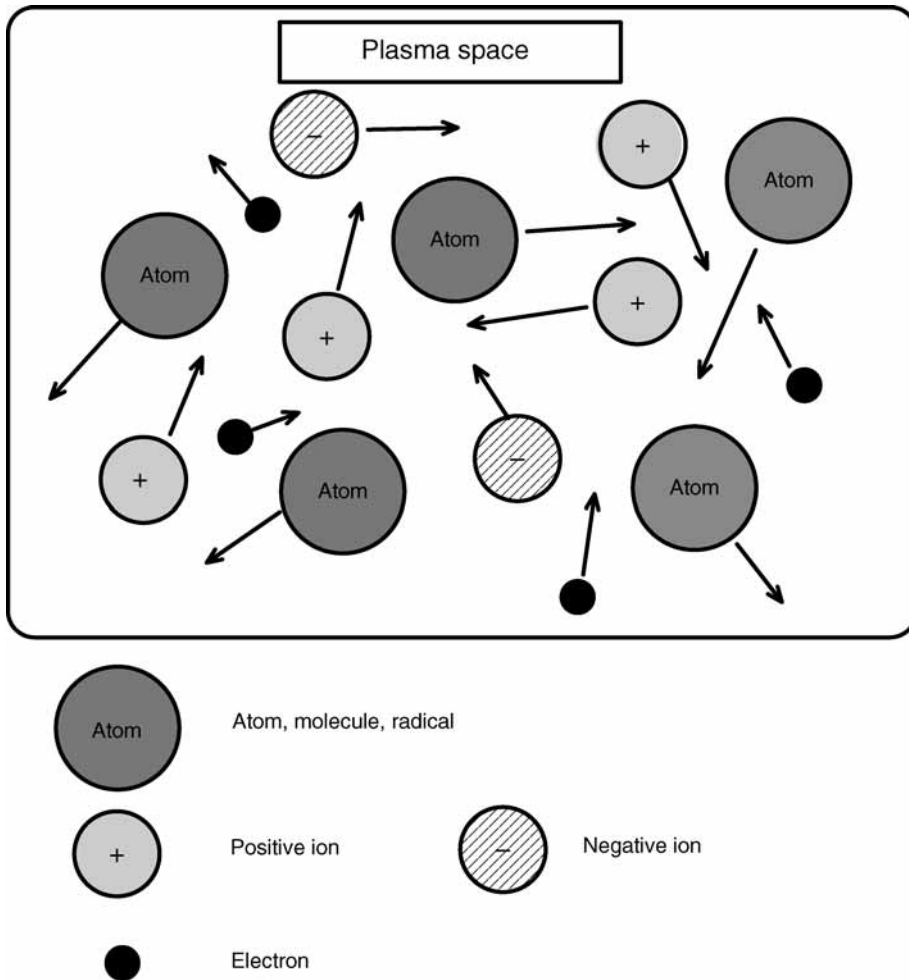 Plasma space
−
+
Atom
Atom
Atom
+
+
+
−
Atom
Atom
Atom
Atom, molecule, radical
+
Positive ion
−
Negative ion
Electron